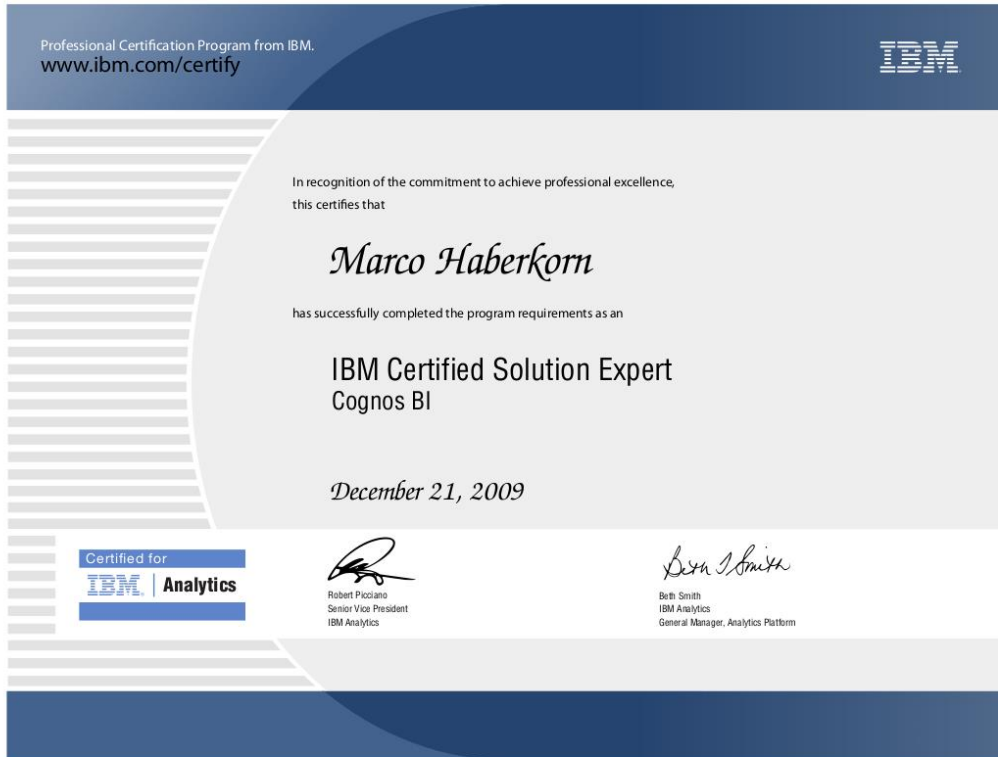 Professional Certification Program from IBM.
www.ibm.com/certify
IBM
In recognition of the commitment to achieve professional excellence,
this certifies that
Marco Haberkorn
has successfully completed the program requirements as an
IBM Certified Solution Expert
Cognos BI
December 21, 2009
Certified for
IBM. | Analytics
Beth J Smith
Robert Picciano
Senior Vice President
IBM Analytics
Beth Smith
IBM Analytics
General Manager, Analytics Platform